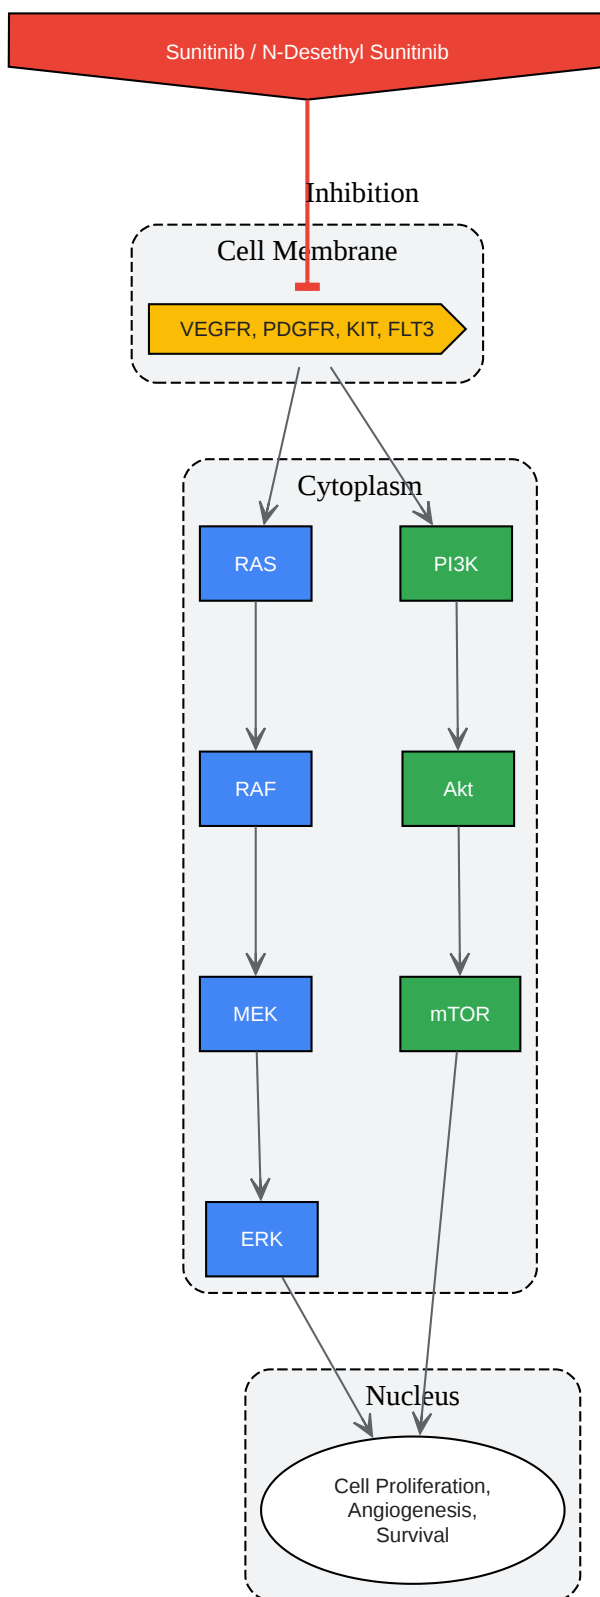 Sunitinib / N-Desethyl Sunitinib
Inhibition
Cell Membrane
VEGFR, PDGFR, KIT, FLT3
Cytoplasm
RAS
PI3K
RAF
Akt
MEK
mTOR
ERK
Nucleus
Cell Proliferation,
Angiogenesis,
Survival